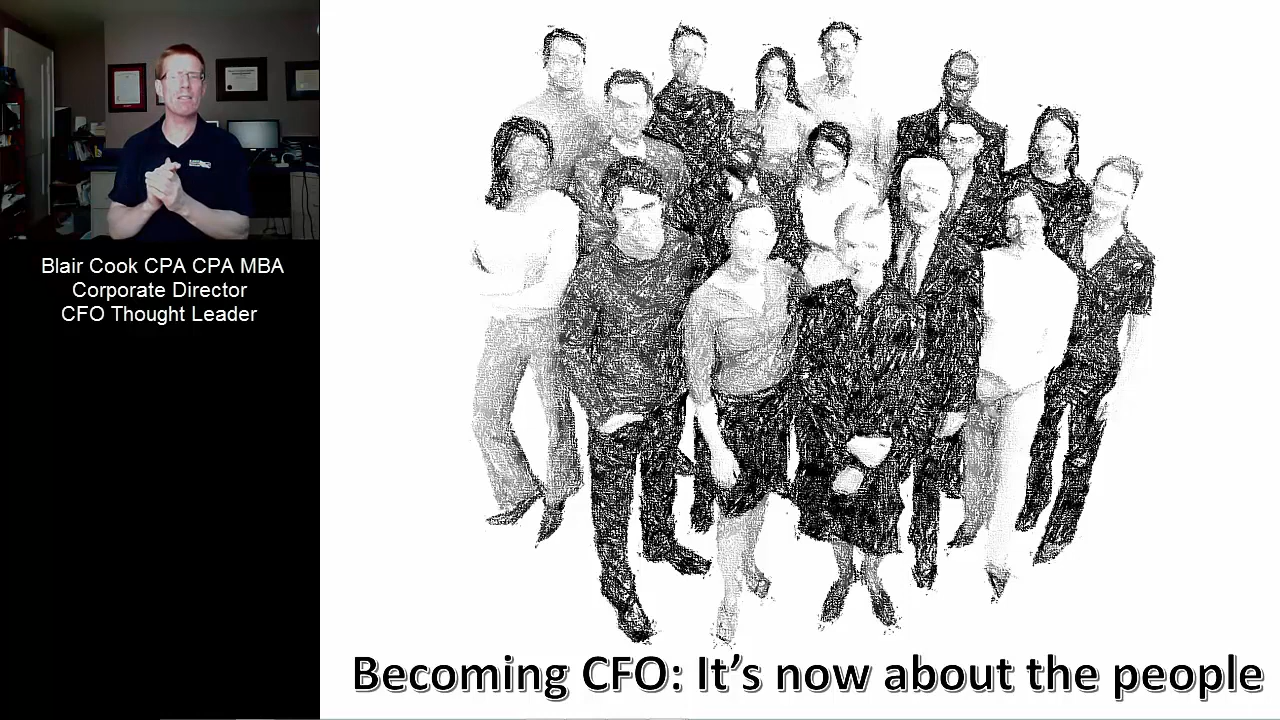 Blair Cook CPA CPA MBA
Corporate Director
CFO Thought Leader
Becoming CFO: It's now about the people